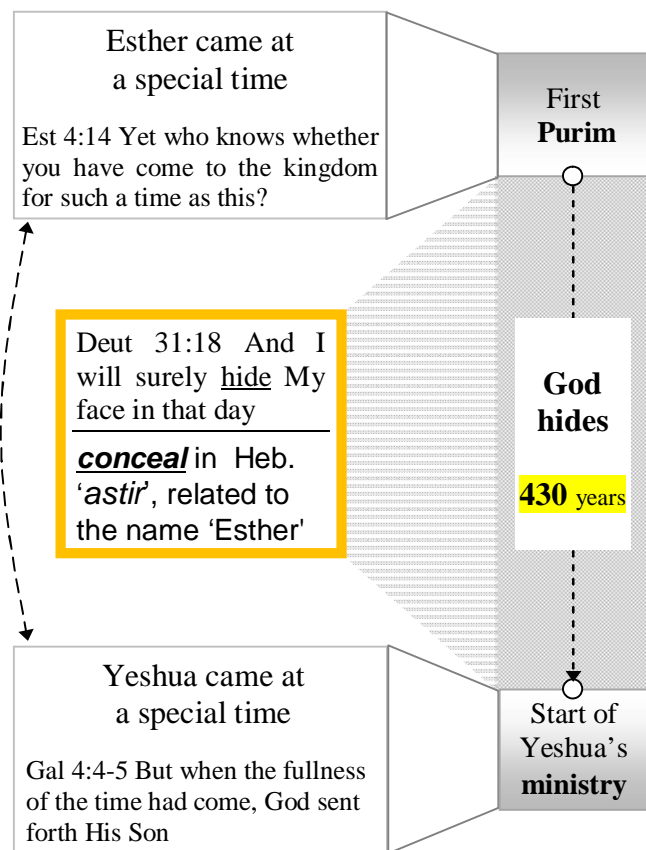 Esther came at
a special time
Est 4:14 Yet who knows whether
you have come to the kingdom
for such a time as this?
First
Purim
Deut 31:18 And I
will surely hide My
face in that day
conceal in Heb.
‘astir’, related to
the name ‘Esther'
God
hides
430 years
Yeshua came at
a special time
Gal 4:4-5 But when the fullness
of the time had come, God sent
forth His Son
Start of
Yeshua’s
ministry